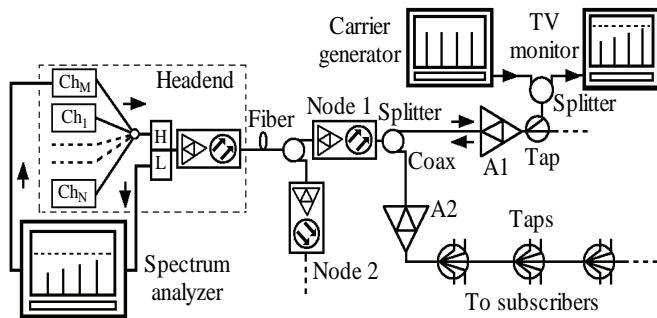 Carrier
generator
TV
monitor
Headend
Ch_M
Ch_1
Ch_N
H
L
Fiber
Node 1
Splitter
Splitter
Coax
A1
Tap
A2
Taps
Node 2
Spectrum
analyzer
To subscribers